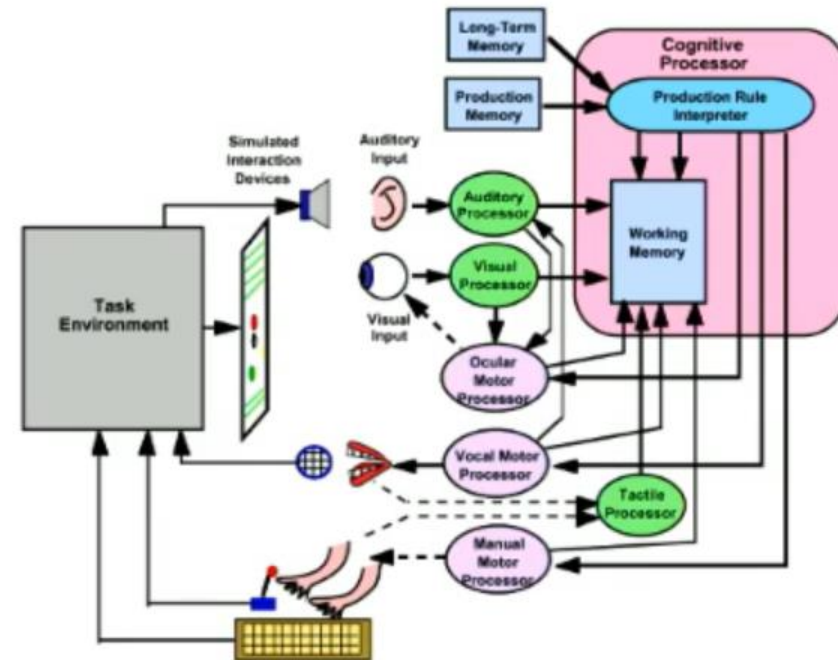 Long-Term
Memory
Cognitive
Processor
Production
Memory
Production Rule
Interpreter
Simulated
Interaction
Devices
Auditory
Input
Auditory
Processor
Working
Memory
Visual
Processor
Task
Environment
Visual
Input
Ocular
Motor
Processor
Vocal Motor
Processor
Tactile
Processor
Manual
Motor
Processor